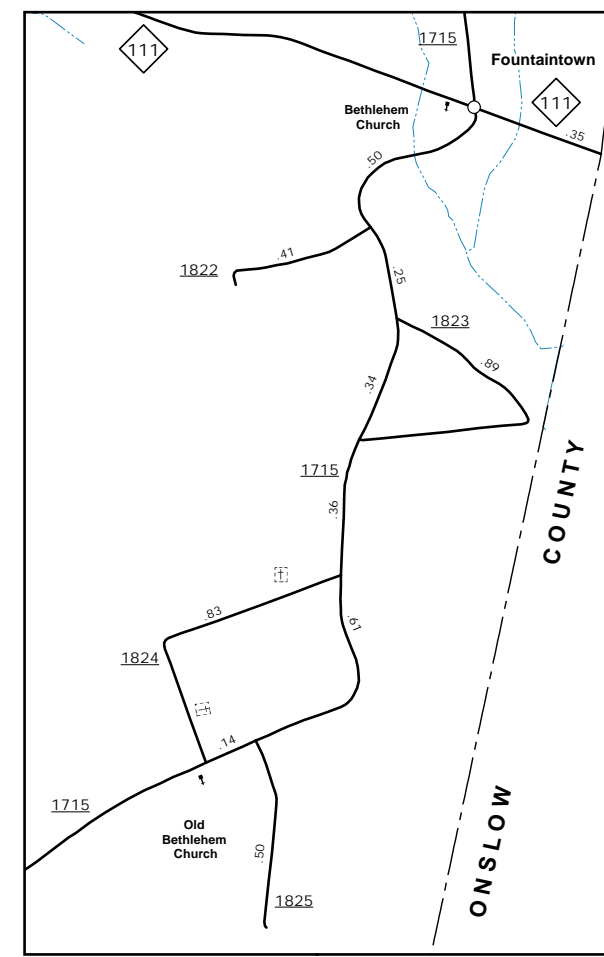 1715
Fountaintown
111
111
Bethlehem
Church
.35
.50
.41
1822
.25
1823
.89
.34
1715
COUNTY
.36
.83
.61
1824
.14
1715
Old
Bethlehem
Church
ONSLOW
.50
1825